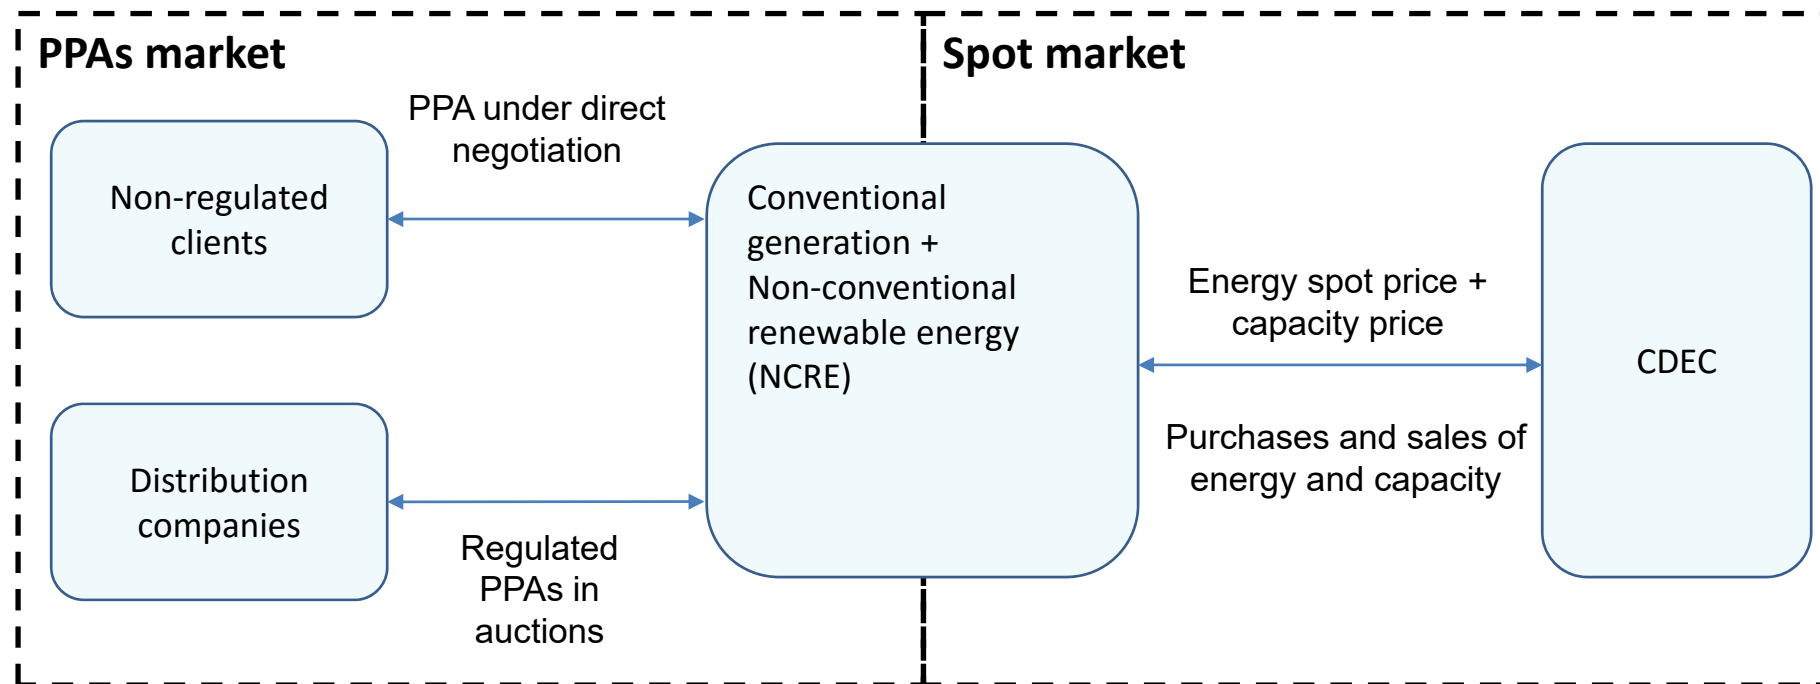 PPAs market
PPA under direct
negotiation
Non-regulated
clients
Distribution
companies
Regulated
PPAs in
auctions
Conventional
generation +
Non-conventional
renewable energy
(NCRE)
Spot market
Energy spot price +
capacity price
Purchases and sales of
energy and capacity
CDEC